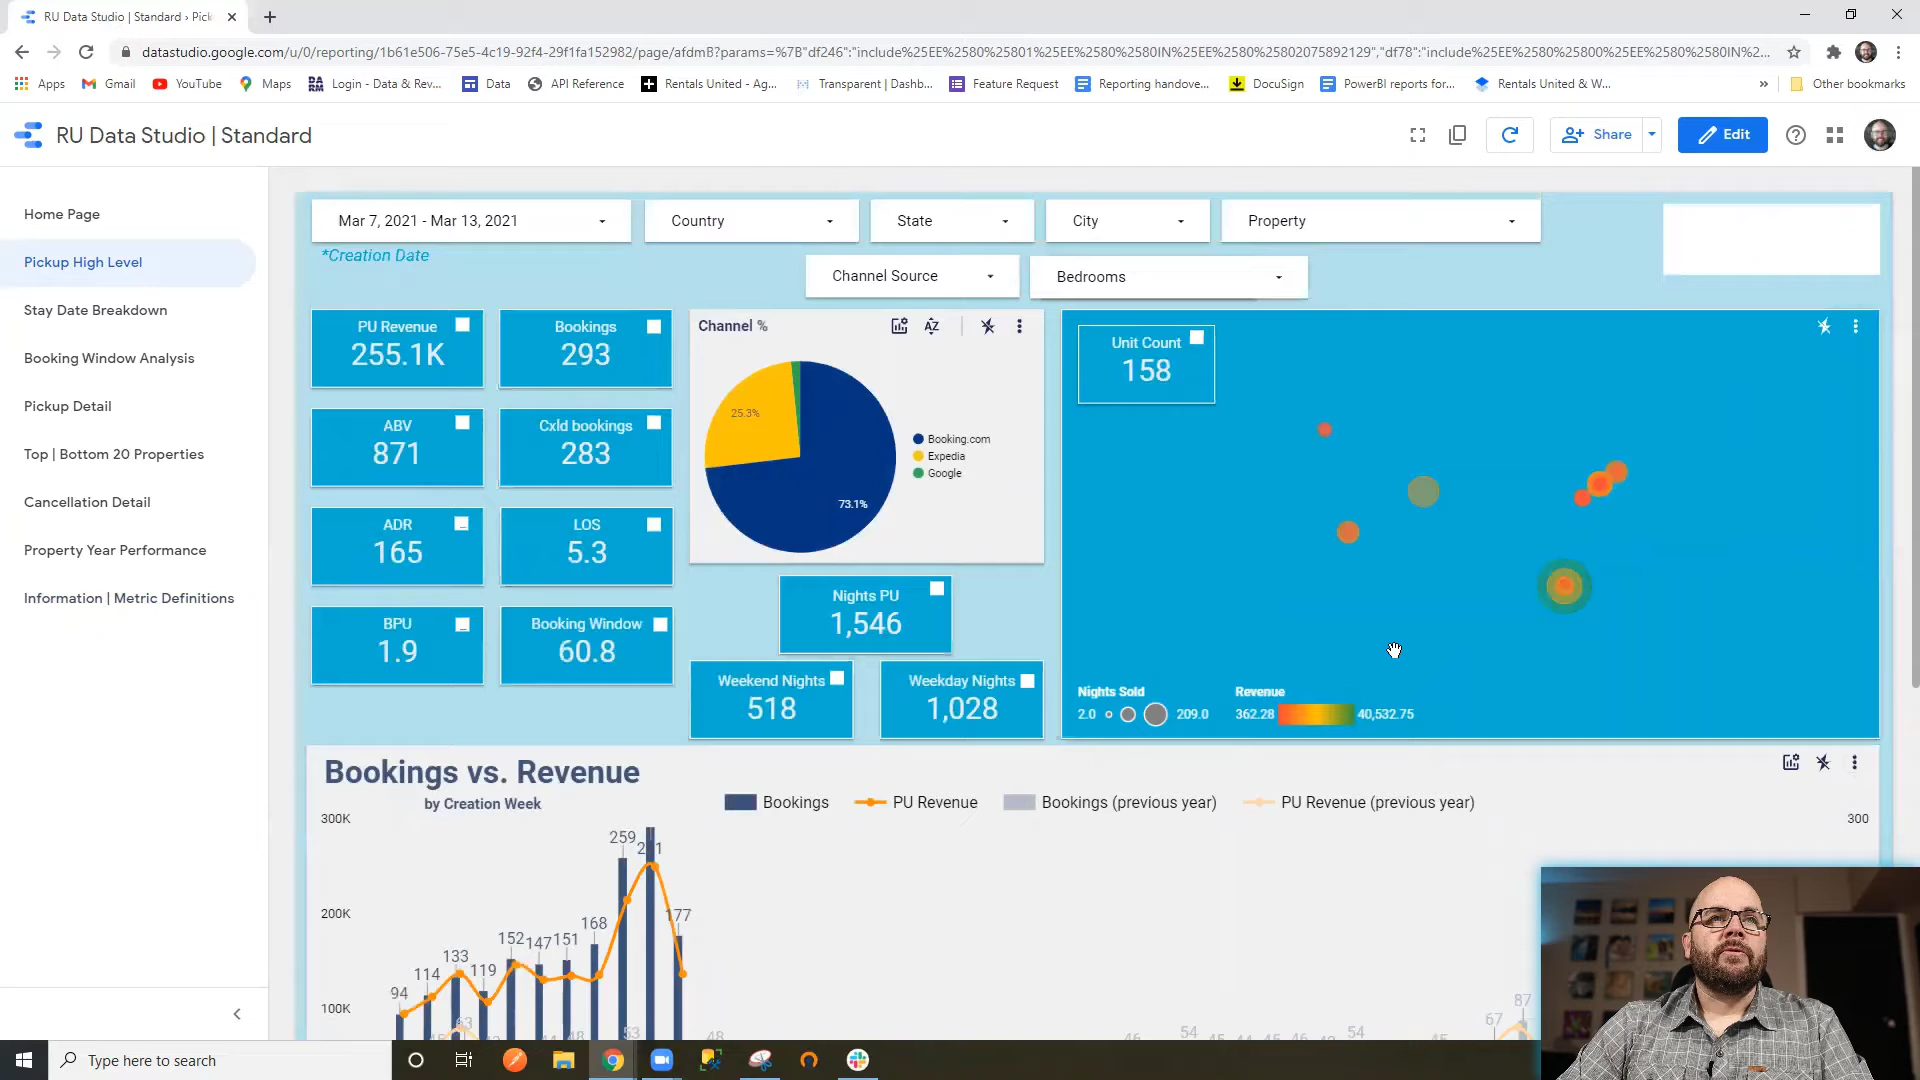 RU Data Studio | Standard › Pick
datastudio.google.com/u/0/reporting/1b61e506-75e5-4c19-92f4-29f1fa152982/page/afdmB?params=%7B"df246":"include%25EE%2580%25801%25EE%2580%2580IN%25EE%2580%25802075892129","df78":"include%25EE%2580%25800%25EE%2580%2580IN%2...
Apps
Gmail
YouTube
Maps
Login - Data & Rev...
Data
API Reference
Rentals United - Ag...
Transparent | Dashb...
Feature Request
Reporting handove...
DocuSign
PowerBI reports for...
Rentals United & W...
»
Other bookmarks
RU Data Studio | Standard
Share
Edit
Home Page
Pickup High Level
Stay Date Breakdown
Booking Window Analysis
Pickup Detail
Top | Bottom 20 Properties
Cancellation Detail
Property Year Performance
Information | Metric Definitions
Mar 7, 2021 - Mar 13, 2021
Country
State
City
Property
*Creation Date
Channel Source
Bedrooms
PU Revenue
255.1K
Bookings
293
ABV
871
Cxld bookings
283
ADR
165
LOS
5.3
BPU
1.9
Booking Window
60.8
Channel %
25.3%
73.1%
Booking.com
Expedia
Google
Nights PU
1,546
Weekend Nights
518
Weekday Nights
1,028
Unit Count
158
Nights Sold
2.0
209.0
Revenue
362.28
40,532.75
Bookings vs. Revenue
by Creation Week
Bookings
PU Revenue
Bookings (previous year)
PU Revenue (previous year)
300K
300
200K
100K
94
114
133
119
152
147
151
168
259
177
63
53
48
46
54
45
44
46
40
54
45
67
87
Type here to search